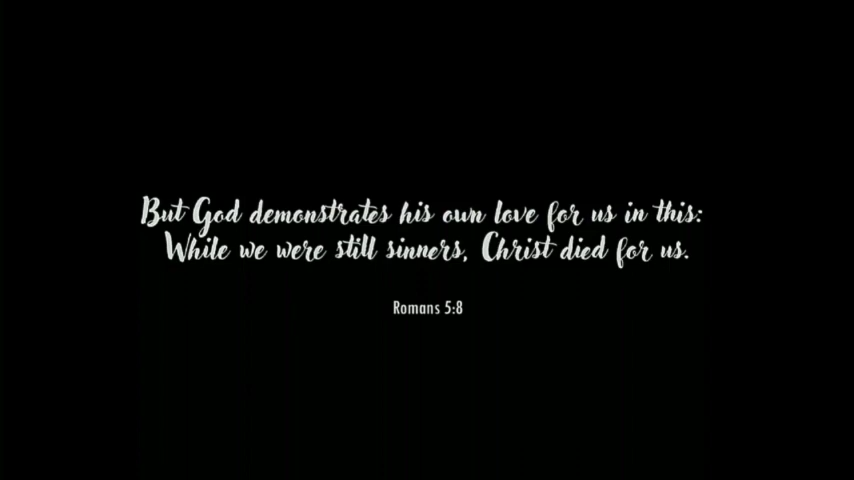 But God demonstrates his own love for us in this:
While we were still sinners, Christ died for us.
Romans 5:8